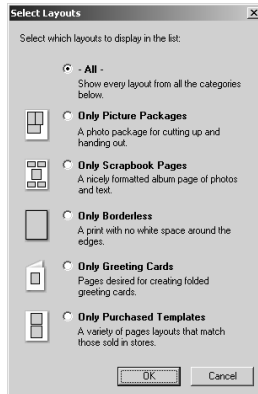 Select Layouts
Select which layouts to display in the list:
- All -
Show every layout from all the categories
below.
Only Picture Packages
A photo package for cutting up and
handing out.
Only Scrapbook Pages
A nicely formatted album page of photos
and text.
Only Borderless
A print with no white space around the
edges.
Only Greeting Cards
Pages desired for creating folded
greeting cards.
Only Purchased Templates
A variety of pages layouts that match
those sold in stores.
OK
Cancel